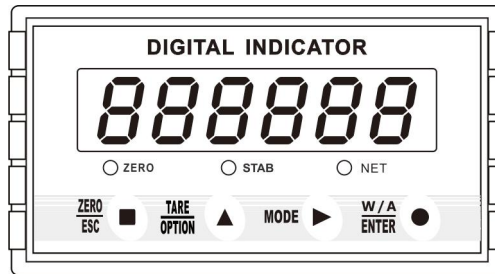 DIGITAL INDICATOR
888888
ZERO STAB NET
ZERO TARE MODE W/A
ESC OPTION ENTER